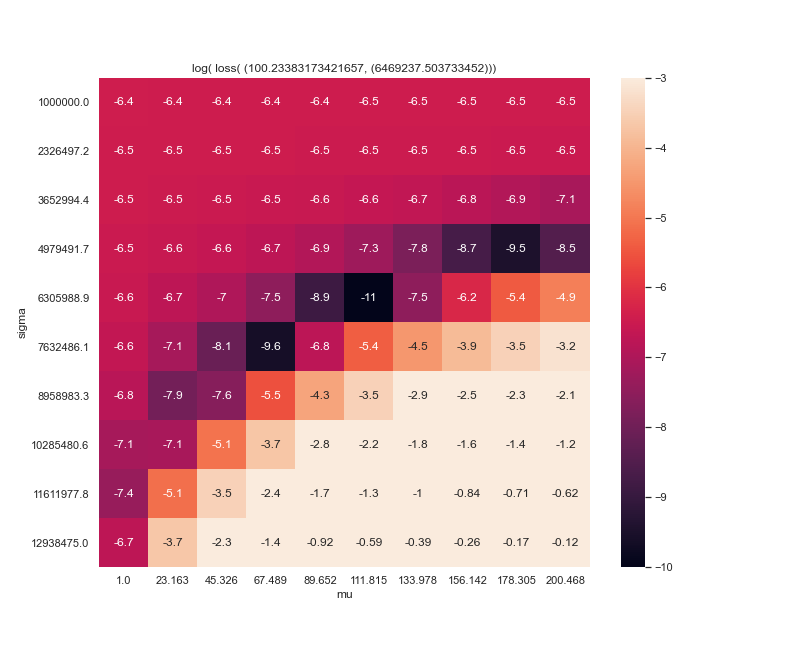 log( loss( (100.23383173421657, (6469237.503733452)))
1000000.0 -6.4 -6.4 -6.4 -6.4 -6.4 -6.5 -6.5 -6.5 -6.5 -6.5
2326497.2 -6.5 -6.5 -6.5 -6.5 -6.5 -6.5 -6.5 -6.5 -6.5 -6.5
3652994.4 -6.5 -6.5 -6.5 -6.5 -6.6 -6.6 -6.7 -6.8 -6.9 -7.1
4979491.7 -6.5 -6.6 -6.6 -6.7 -6.9 -7.3 -7.8 -8.7 -9.5 -8.5
6305988.9 -6.6 -6.7 -7 -7.5 -8.9 -11 -7.5 -6.2 -5.4 -4.9
7632486.1 -6.6 -7.1 -8.1 -9.6 -6.8 -5.4 -4.5 -3.9 -3.5 -3.2
8958983.3 -6.8 -7.9 -7.6 -5.5 -4.3 -3.5 -2.9 -2.5 -2.3 -2.1
10285480.6 -7.1 -7.1 -5.1 -3.7 -2.8 -2.2 -1.8 -1.6 -1.4 -1.2
11611977.8 -7.4 -5.1 -3.5 -2.4 -1.7 -1.3 -1 -0.84 -0.71 -0.62
12938475.0 -6.7 -3.7 -2.3 -1.4 -0.92 -0.59 -0.39 -0.26 -0.17 -0.12
1.0 23.163 45.326 67.489 89.652 111.815 133.978 156.142 178.305 200.468
mu
sigma
−3
−4
−5
−6
−7
−8
−9
−10